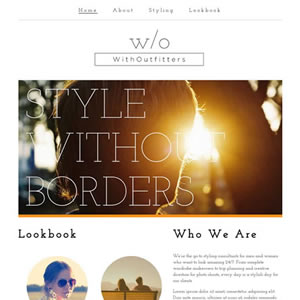 Home About Styling Lookbook
w/o
WithOutfitters
STYLE
WITHOUT
BORDERS
Lookbook
Who We Are
We're the go-to styling consultants for men and women
who want to look amazing 24/7. From complete
wardrobe makeovers to trip planning and creative
direction for photo shoots, every day is a stylish day for
our clients.
Lorem ipsum dolor sit amet, consectetur adipiscing elit.